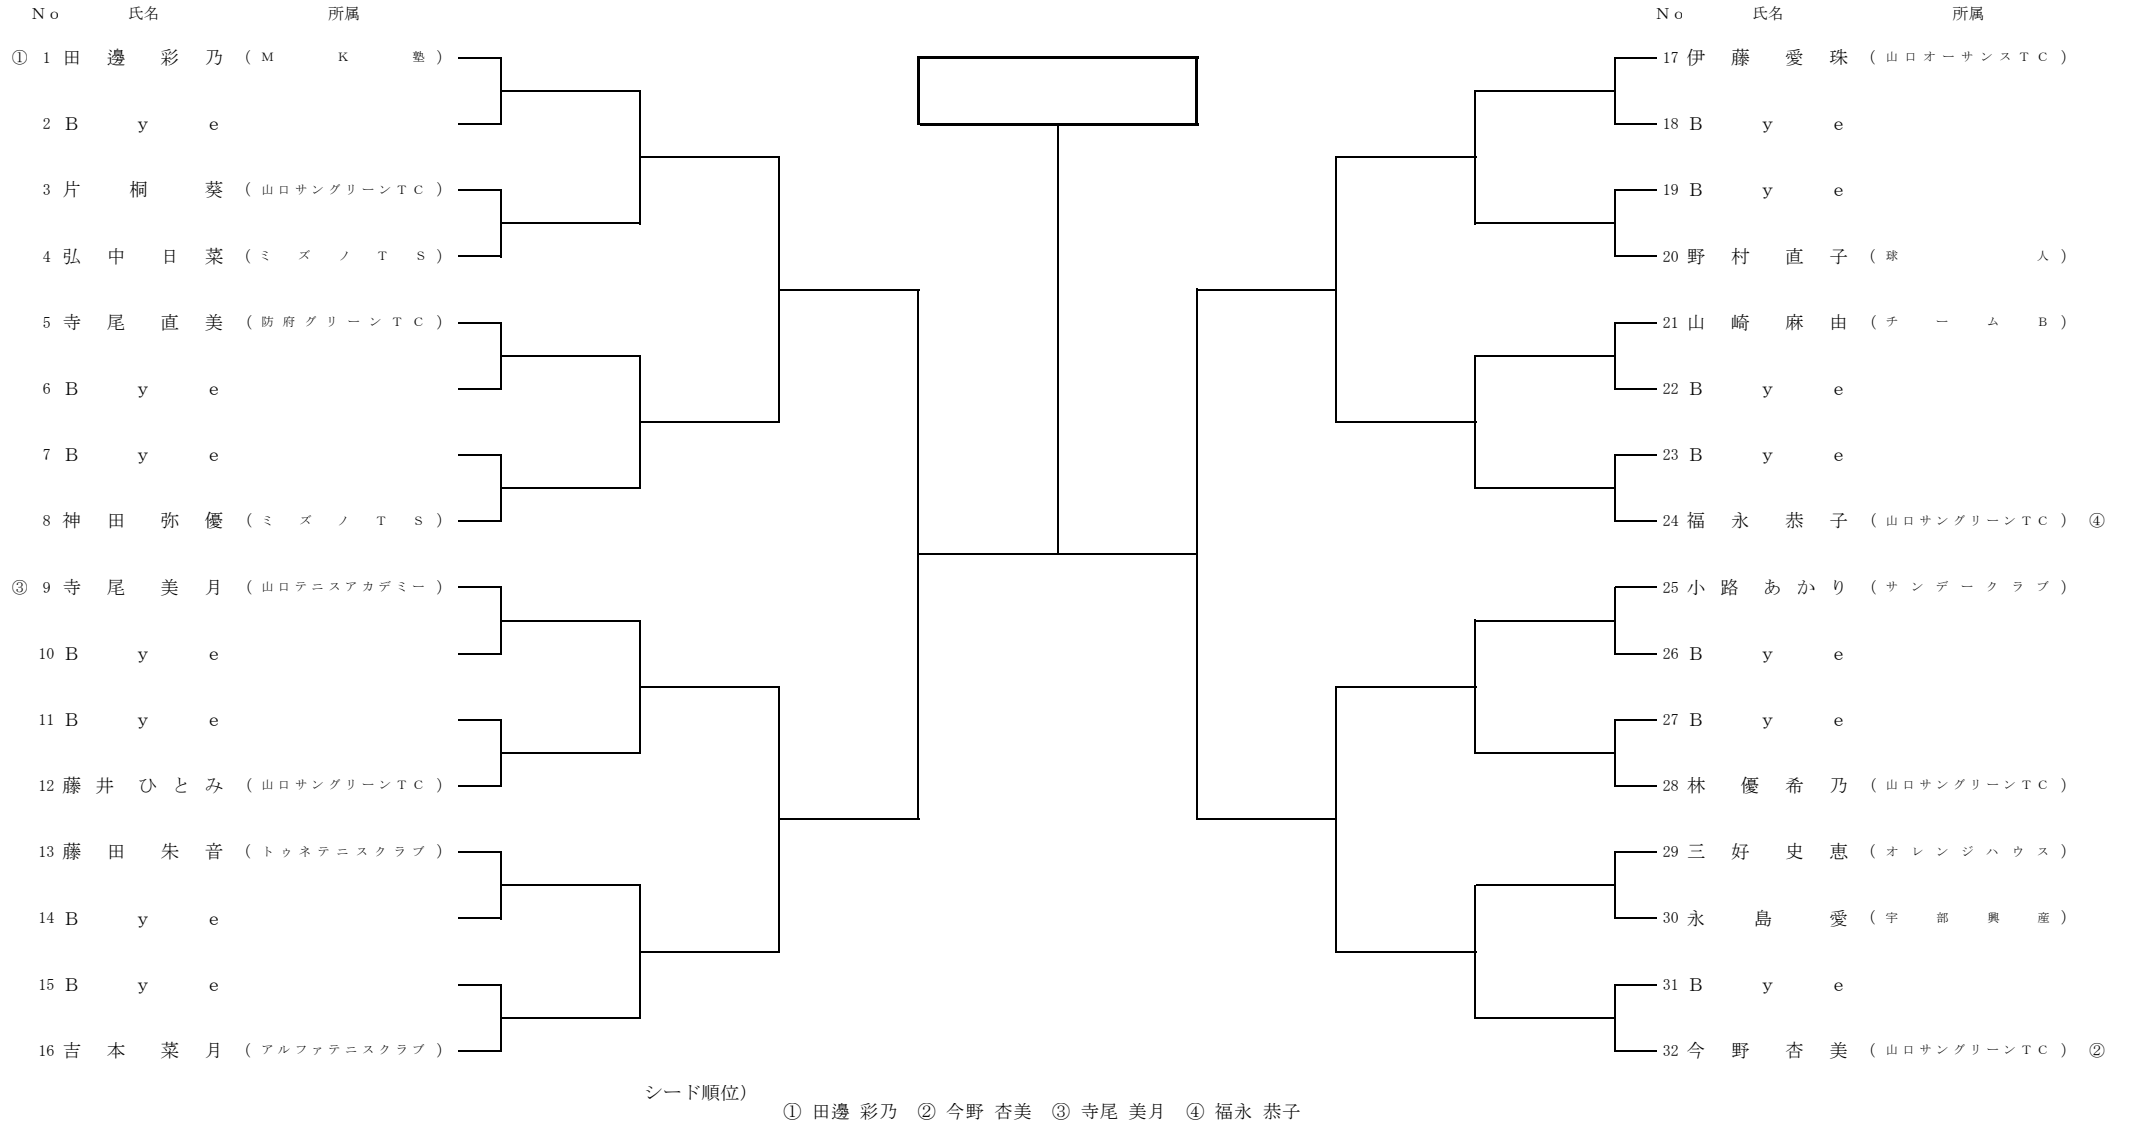 Ｎｏ 氏名 所属
① 1 田邊彩乃 （ＭＫ塾）
2 Ｂｙｅ
3 片桐葵 （山口サングリーンＴＣ）
4 弘中日菜 （ミズノＴＳ）
5 寺尾直美 （防府グリーンＴＣ）
6 Ｂｙｅ
7 Ｂｙｅ
8 神田弥優 （ミズノＴＳ）
③ 9 寺尾美月 （山口テニスアカデミー）
10 Ｂｙｅ
11 Ｂｙｅ
12 藤井ひとみ （山口サングリーンＴＣ）
13 藤田朱音 （トゥネテニスクラブ）
14 Ｂｙｅ
15 Ｂｙｅ
16 吉本菜月 （アルファテニスクラブ）
Ｎｏ 氏名 所属
17 伊藤愛珠 （山口オーサンスＴＣ）
18 Ｂｙｅ
19 Ｂｙｅ
20 野村直子 （球人）
21 山崎麻由 （チームＢ）
22 Ｂｙｅ
23 Ｂｙｅ
24 福永恭子 （山口サングリーンＴＣ） ④
25 小路あかり （サンデークラブ）
26 Ｂｙｅ
27 Ｂｙｅ
28 林優希乃 （山口サングリーンＴＣ）
29 三好史恵 （オレンジハウス）
30 永島愛 （宇部興産）
31 Ｂｙｅ
32 今野杏美 （山口サングリーンＴＣ） ②
シード順位）
① 田邊 彩乃 ② 今野 杏美 ③ 寺尾 美月 ④ 福永 恭子